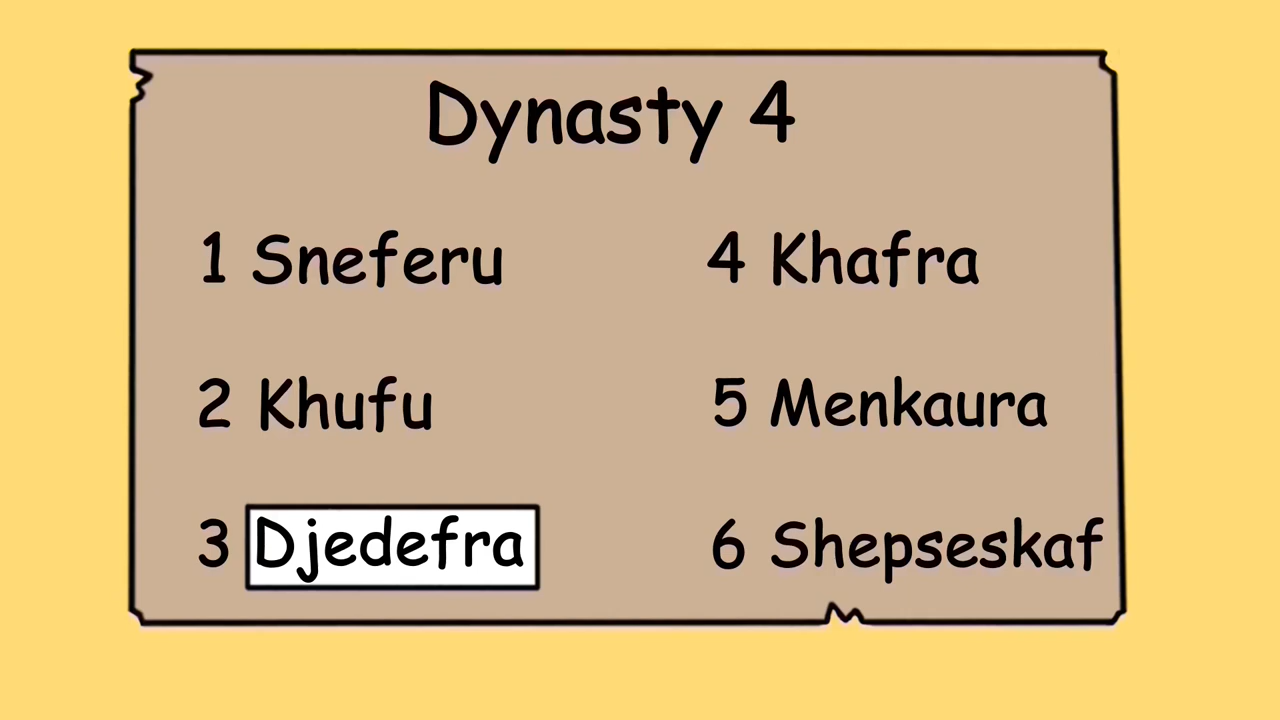 Dynasty 4
1 Sneferu
2 Khufu
3 Djedefra
4 Khafra
5 Menkaura
6 Shepseskaf